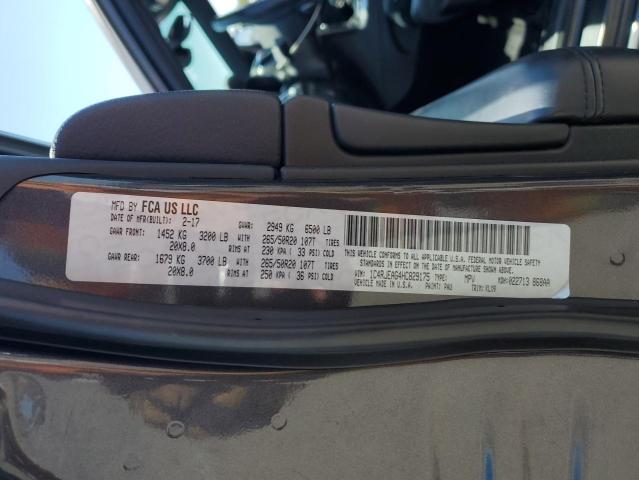 MFD BY FCA US LLC
DATE OF MFR(BUILT): 2-17 GVWR: 2949 KG 6500 LB
GAWR FRONT: 1452 KG 3200 LB 265/50R20 107T TIRES
20X8.0 RIMS AT 230 KPA( 33 PSI) COLD
GAWR REAR: 1679 KG 3700 LB 265/50R20 107T TIRES
20X8.0 RIMS AT 250 KPA( 36 PSI) COLD
THIS VEHICLE CONFORMS TO ALL APPLICABLE U.S.A. FEDERAL MOTOR VEHICLE SAFETY
STANDARDS IN EFFECT ON THE DATE OF MANUFACTURE SHOWN ABOVE.
VIN: 1C4RJEAG4HC829175 TYPE: MPV MDH:022713 868AA
VEHICLE MADE IN U.S.A. PAINT: PAU TRIM: XLX9